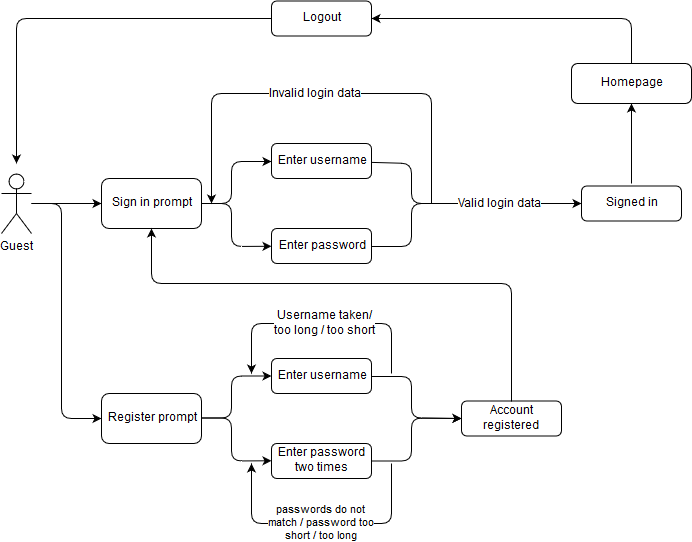 Logout
Homepage
Invalid login data
Enter username
Sign in prompt
Valid login data
Signed in
Guest
Enter password
Username taken/
too long / too short
Enter username
Register prompt
Account
registered
Enter password
two times
passwords do not
match / password too
short / too long